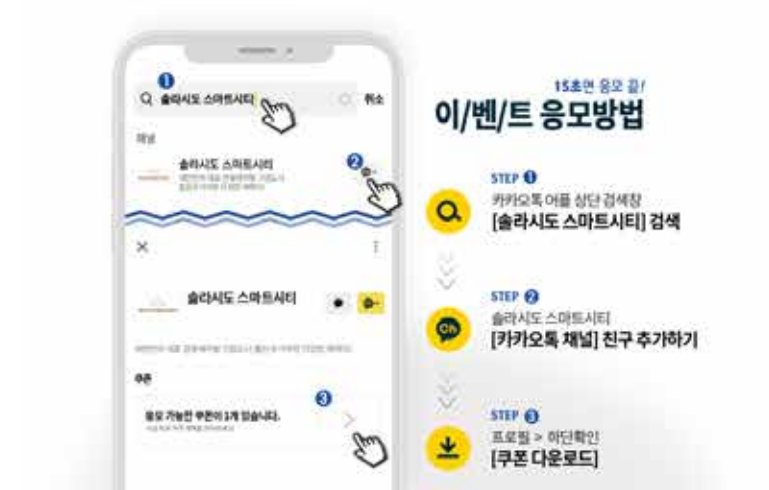 1
솔라시도 스마트시티
취소
채널
솔라시도 스마트시티
2
솔라시도 스마트시티
쿠폰
3
응모 가능한 쿠폰이 1개 있습니다.
15초면 응모 끝!
이/벤/트 응모방법
STEP 1
카카오톡 어플 상단 검색창
[솔라시도 스마트시티] 검색
STEP 2
솔라시도 스마트시티
Ch
[카카오톡 채널] 친구 추가하기
STEP 3
프로필 > 하단확인
[쿠폰 다운로드]